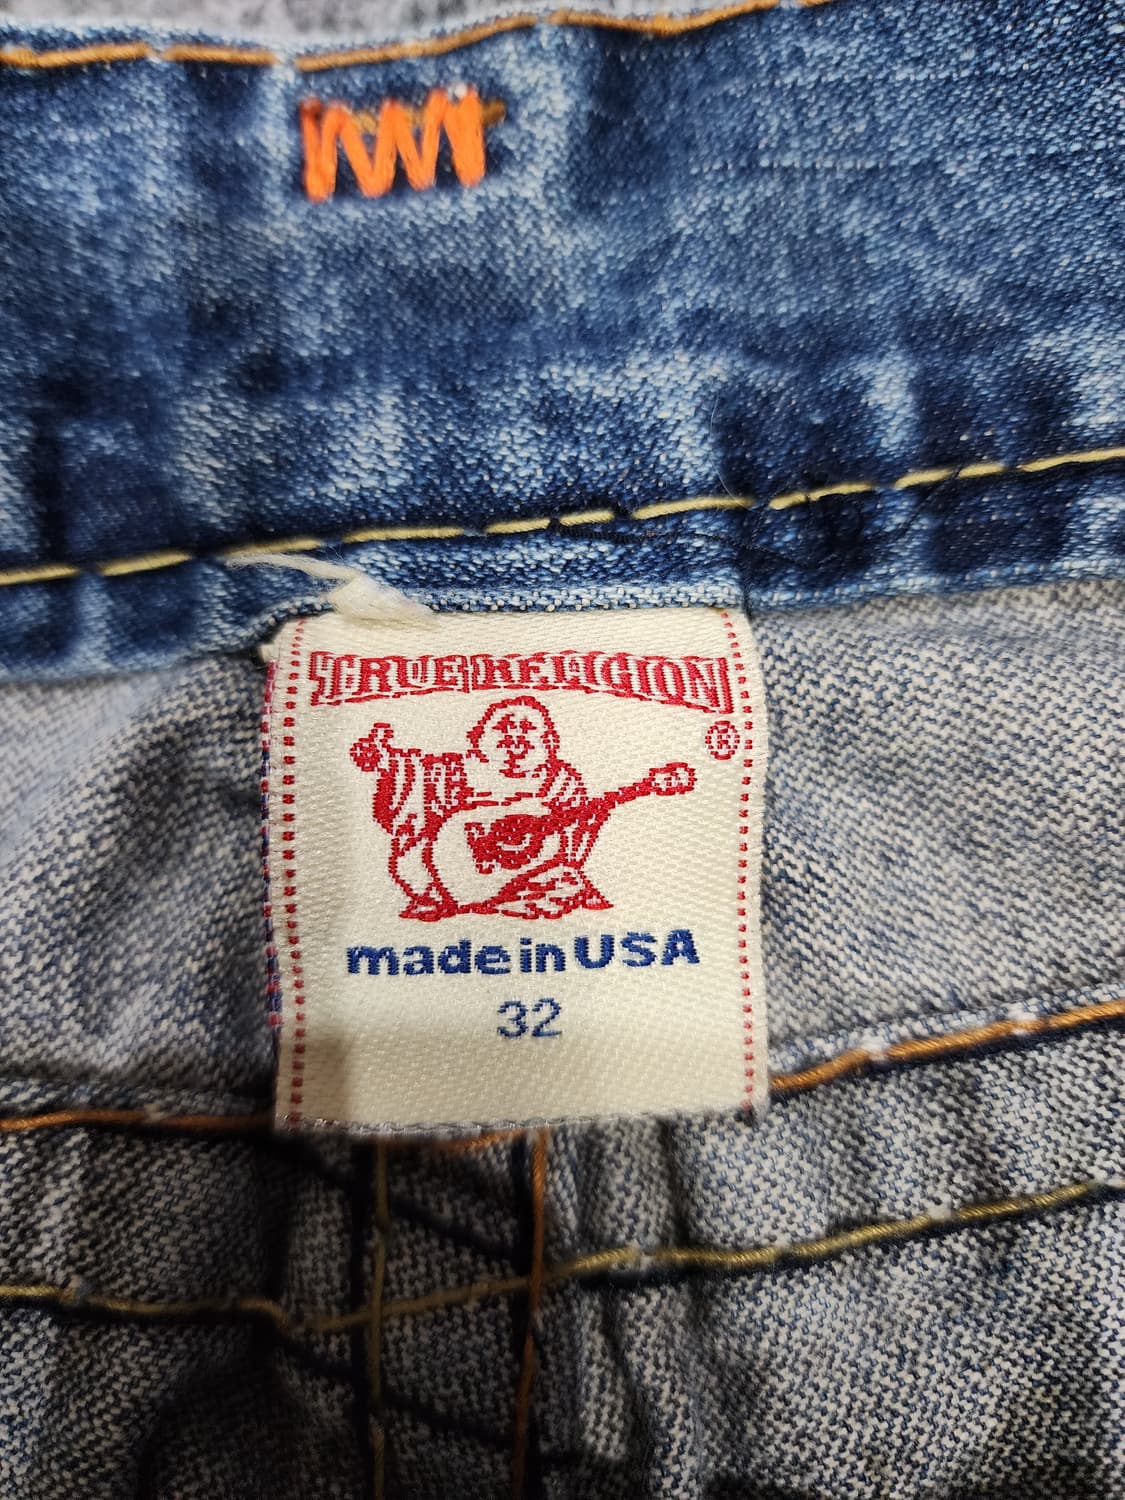 TRUE RELIGION
®
made in USA
32